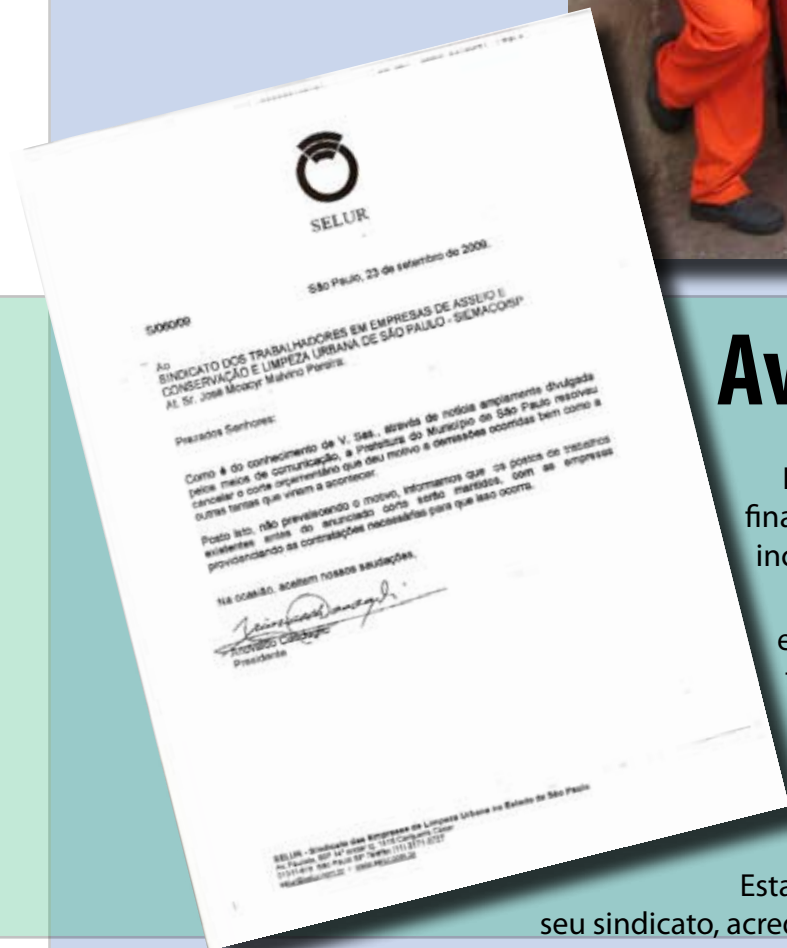 SELUR
São Paulo, 23 de setembro de 2009.
S/060/09
Ao
SINDICATO DOS TRABALHADORES EM EMPRESAS DE ASSEIO E
CONSERVAÇÃO E LIMPEZA URBANA DE SÃO PAULO - SIEMACO/SP
At. Sr. José Moacyr Malvino Pereira
Prezados Senhores:
Como é do conhecimento de V. Sas., através de notícia amplamente divulgada
pelos meios de comunicação, a Prefeitura do Município de São Paulo resolveu
cancelar o corte orçamentário que deu motivo a demissões ocorridas bem como a
outras tantas que viriam a acontecer.
Posto isto, não prevalecendo o motivo, informamos que os postos de trabalhos
existentes antes do anunciado corte serão mantidos, com as empresas
providenciando as contratações necessárias para que isso ocorra.
Na ocasião, aceitem nossas saudações,
Presidente
SELUR - Sindicato das Empresas de Limpeza Urbana no Estado de São Paulo
Av
fina
Esta
seu sindicato, acred